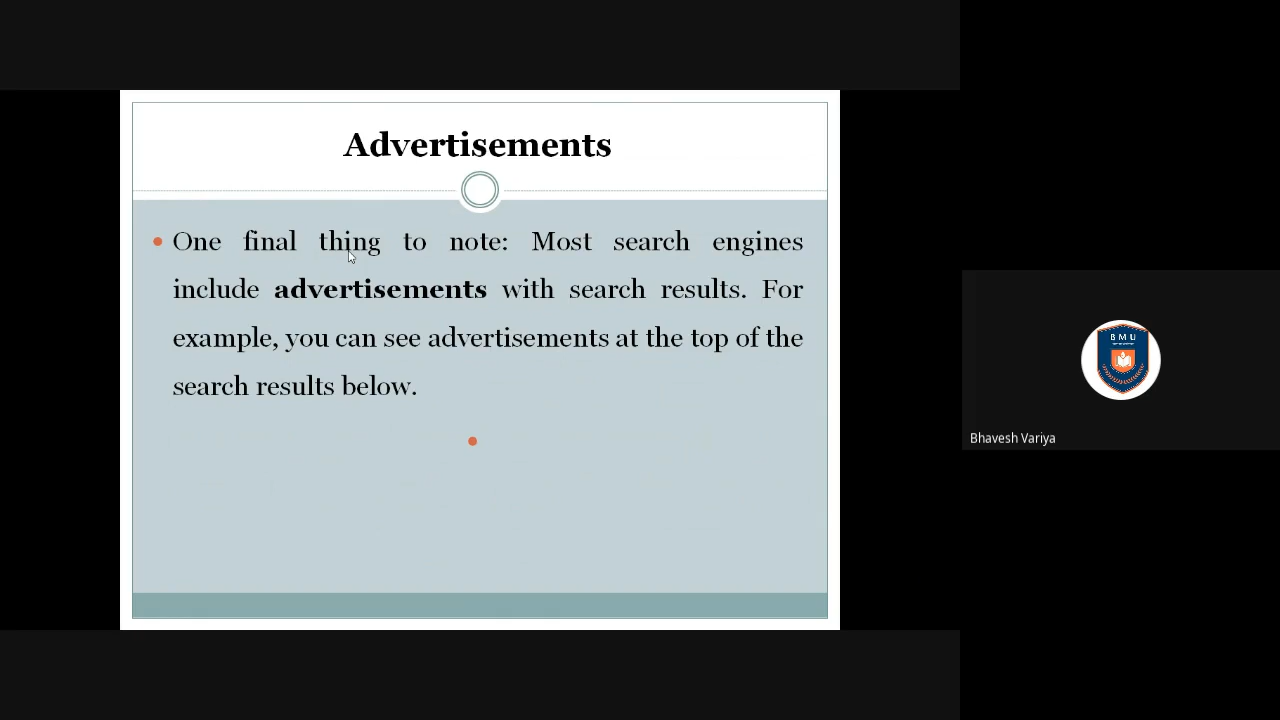 Advertisements
One final thing to note: Most search engines
include advertisements with search results. For
example, you can see advertisements at the top of the
search results below.
BMU
Bhavesh Variya